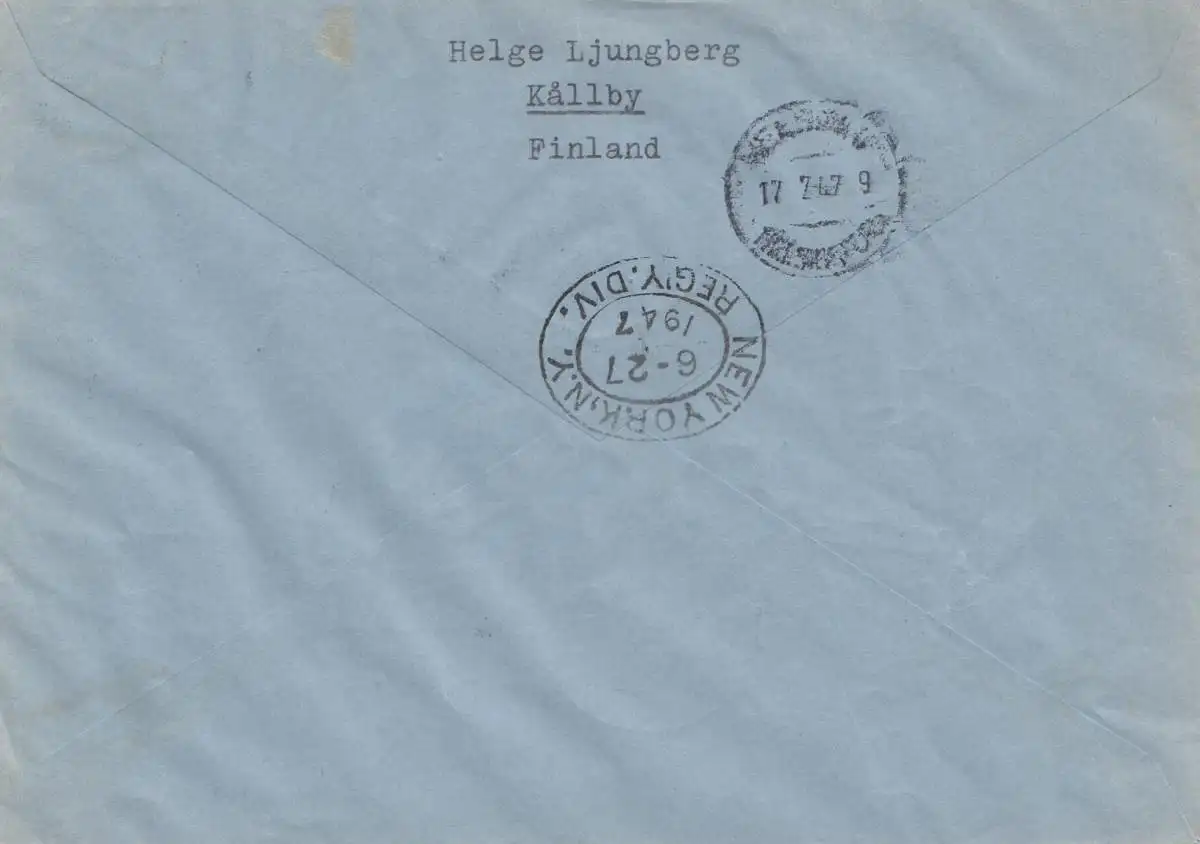 Helge Ljungberg
Kållby
Finland
17 7.47 9
NEW YORK, N.Y.
6-27
1947
REG'Y. DIV.